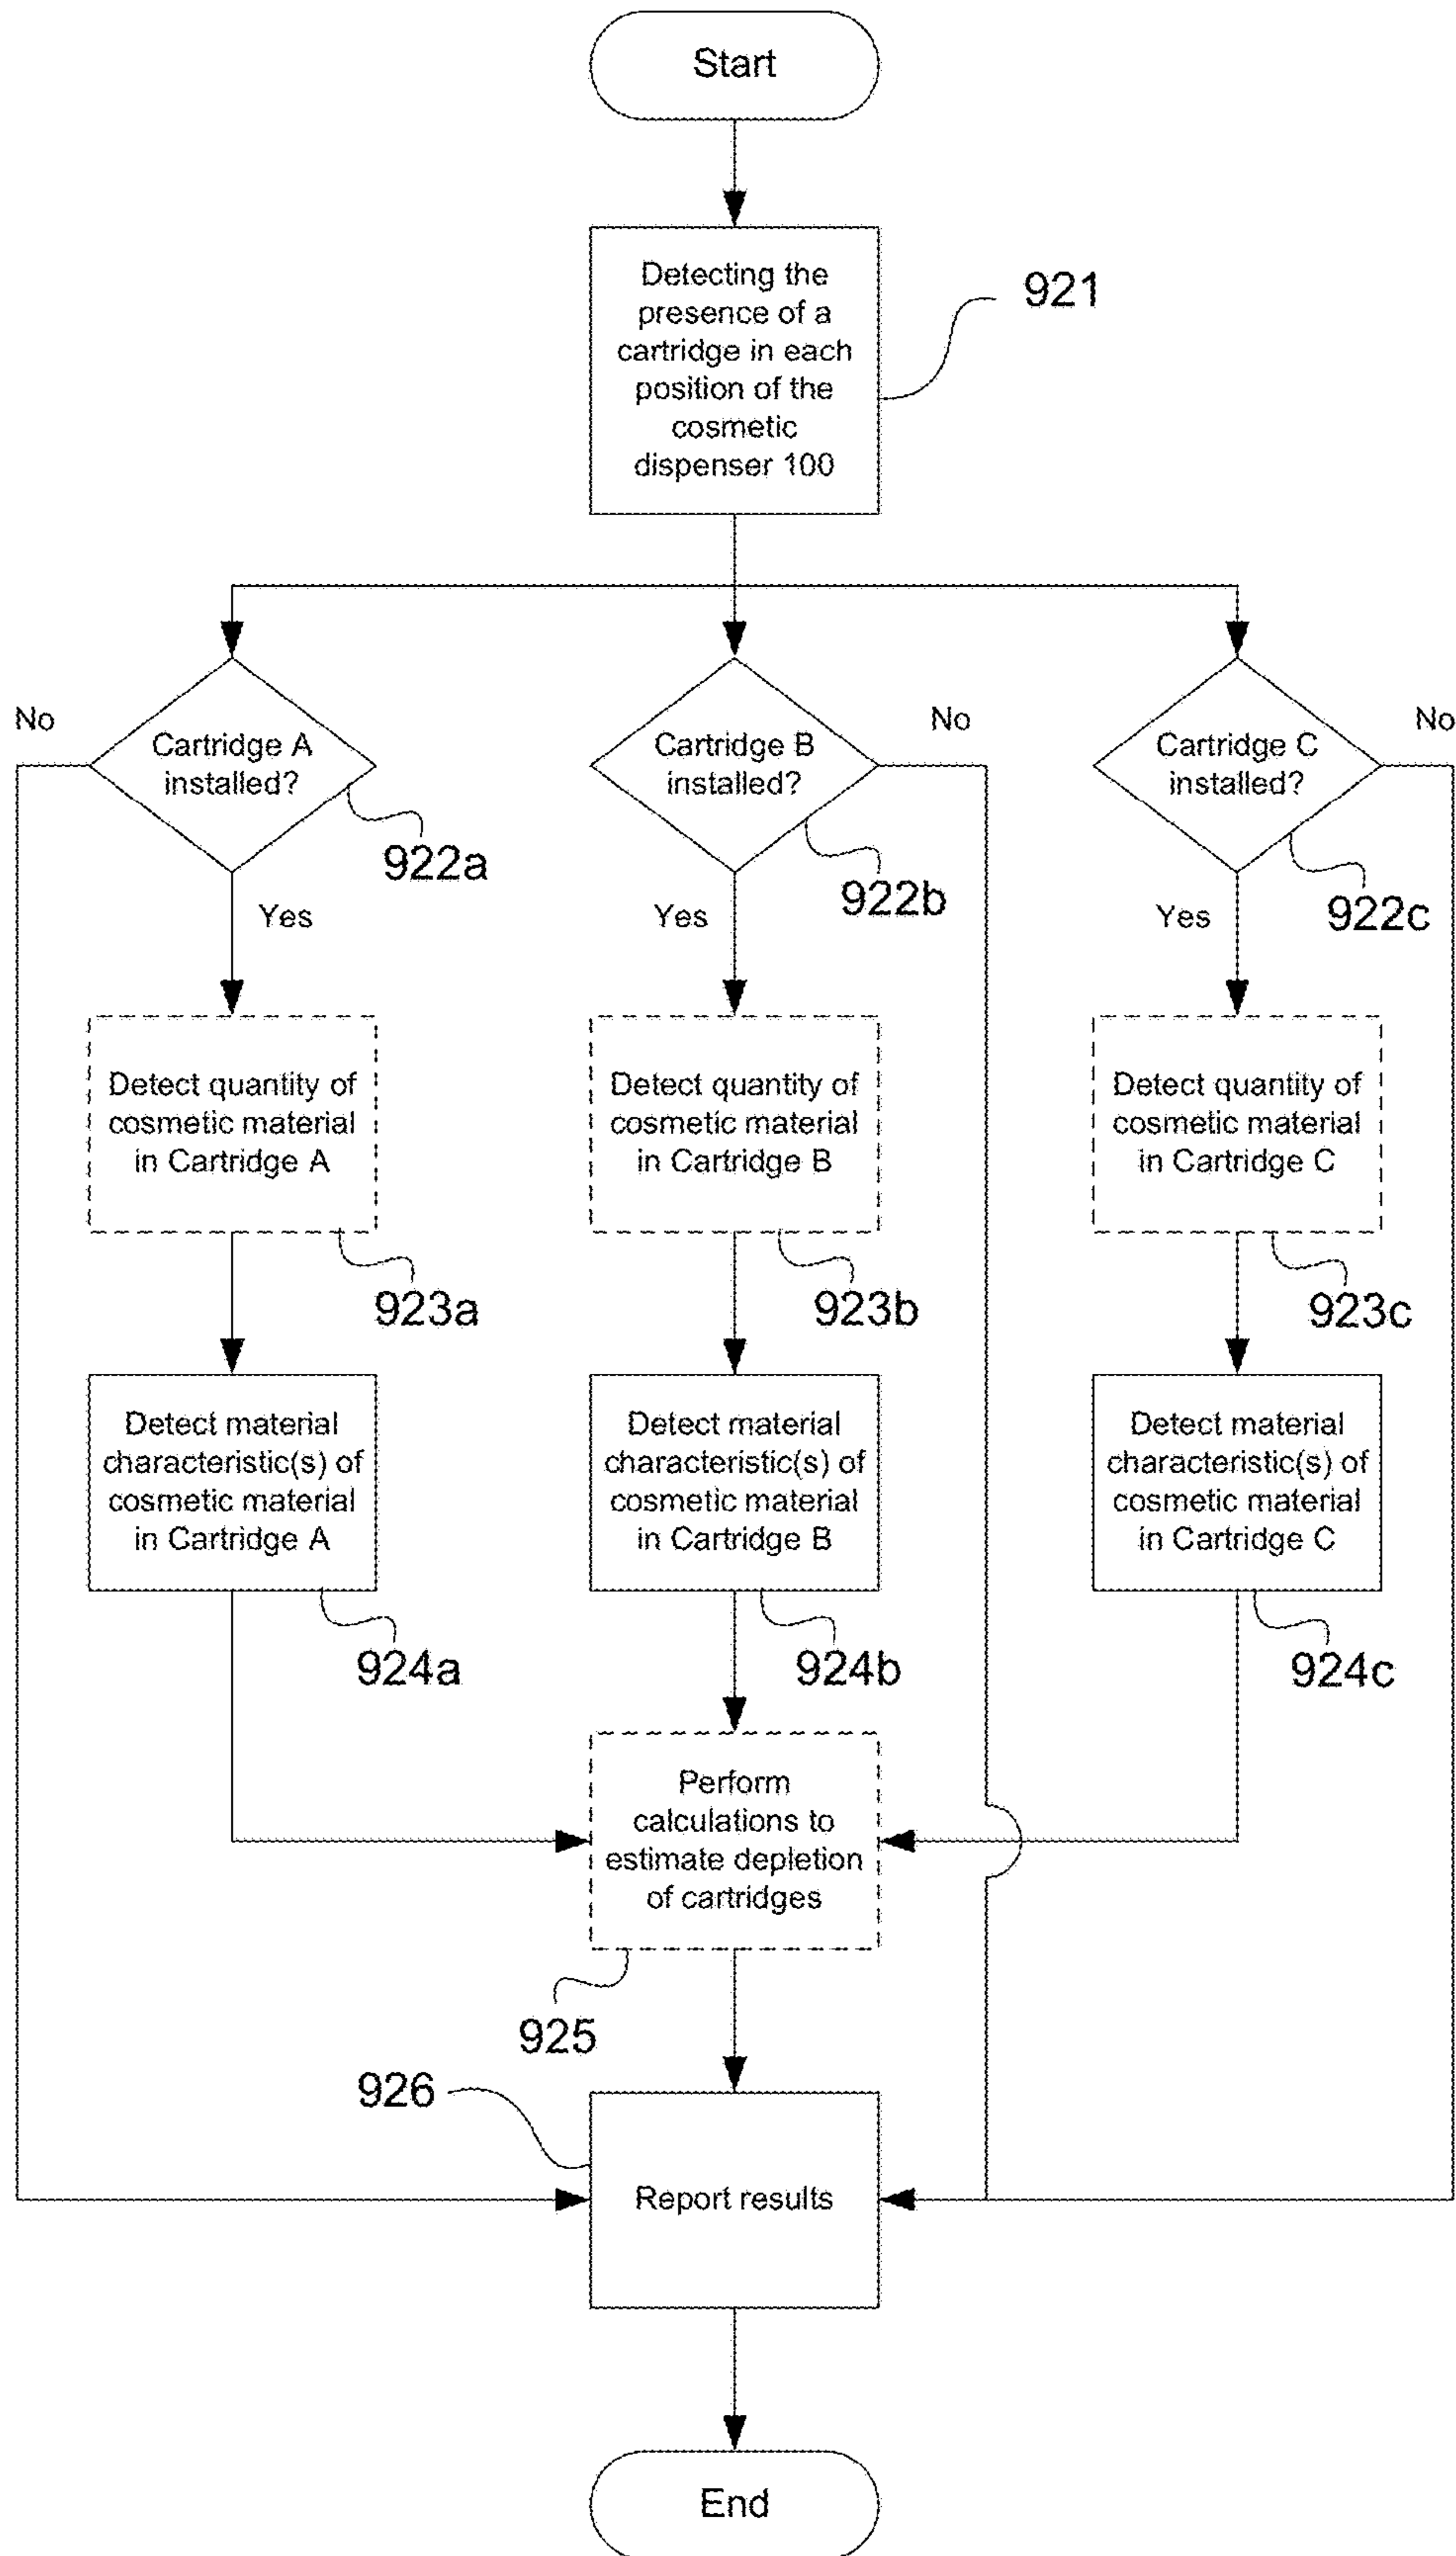 Start
Detecting the
presence of a
cartridge in each
position of the
cosmetic
dispenser 100
921
No
Cartridge A
installed?
922a
Yes
Cartridge B
installed?
No
922b
Yes
Cartridge C
installed?
No
922c
Yes
Detect quantity of
cosmetic material
in Cartridge A
923a
Detect quantity of
cosmetic material
in Cartridge B
923b
Detect quantity of
cosmetic material
in Cartridge C
923c
Detect material
characteristic(s) of
cosmetic material
in Cartridge A
924a
Detect material
characteristic(s) of
cosmetic material
in Cartridge B
924b
Detect material
characteristic(s) of
cosmetic material
in Cartridge C
924c
Perform
calculations to
estimate depletion
of cartridges
925
926
Report results
End